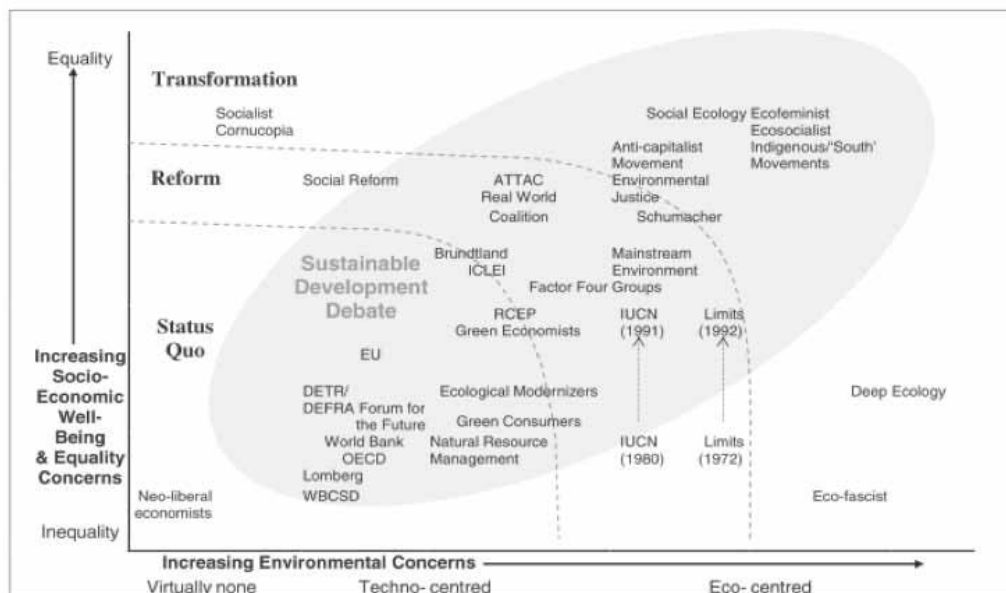 Equality
Transformation
Socialist
Cornucopia
Social Ecology Ecofeminist
Ecosocialist
Indigenous/'South'
Movements
Anti-capitalist
Movement
Environmental
Justice
Reform
Social Reform
ATTAC
Real World
Coalition
Schumacher
Brundtland
ICLEI
Mainstream
Environment
Factor Four Groups
Sustainable
Development
Debate
RCEP
Green Economists
IUCN
(1991)
Limits
(1992)
Status
Quo
EU
Increasing
Socio-
Economic
Well-
Being
& Equality
Concerns
DETR/
DEFRA Forum for
the Future
Ecological Modernizers
Green Consumers
Deep Ecology
World Bank
OECD
Natural Resource
Management
IUCN
(1980)
Limits
(1972)
Lomberg
WBCSD
Neo-liberal
economists
Eco-fascist
Inequality
Increasing Environmental Concerns
Virtually none
Techno- centred
Eco- centred